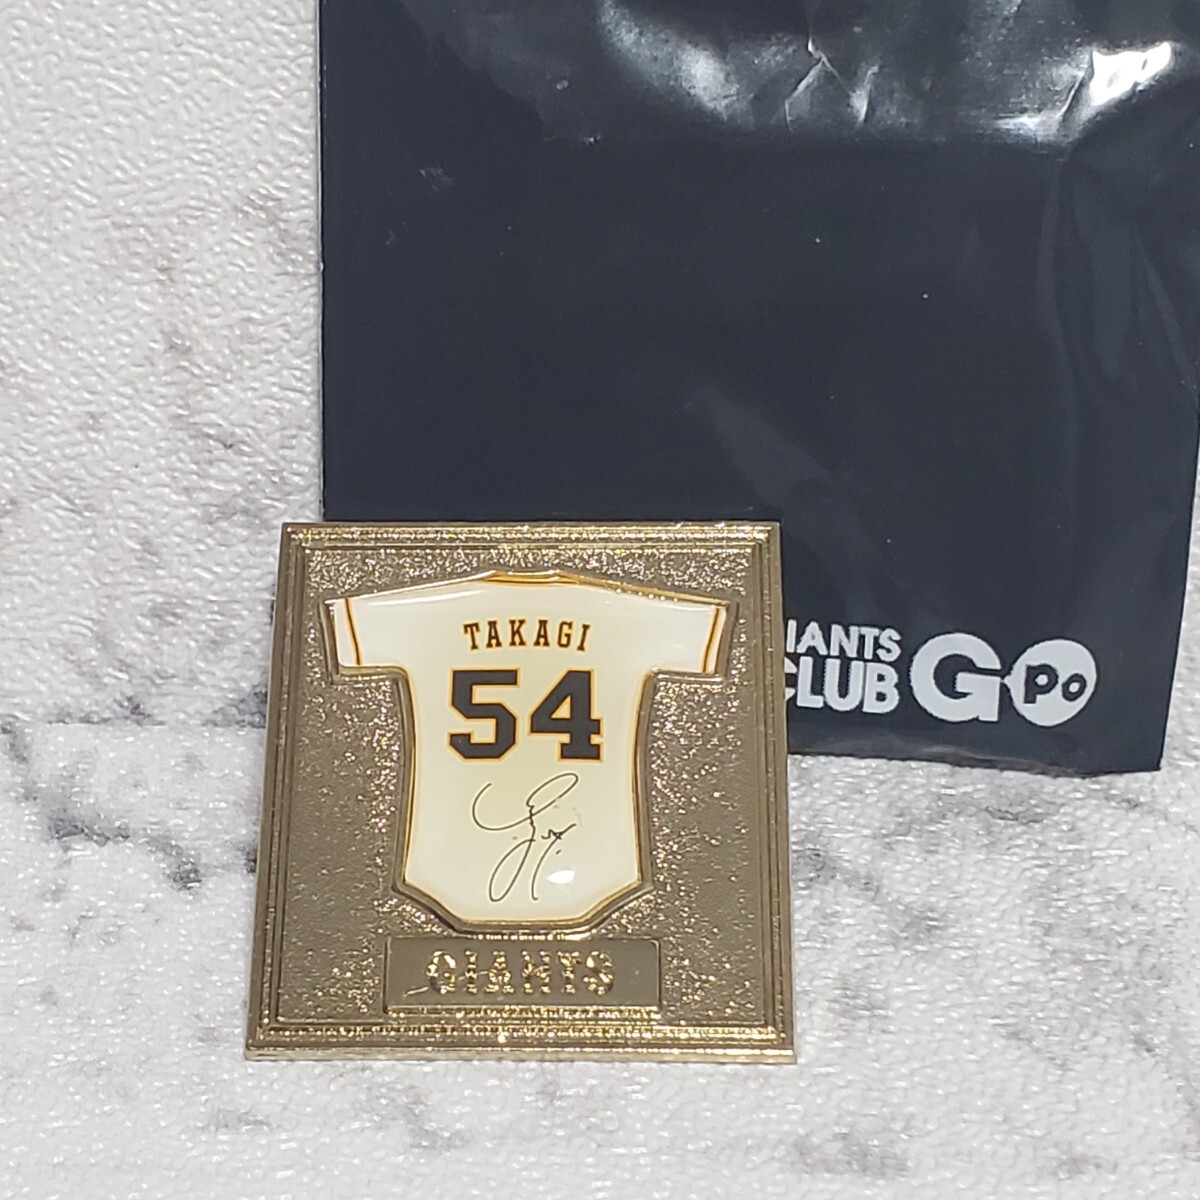 TAKAGI
54
GIANTS
IANTS
CLUB
GPO